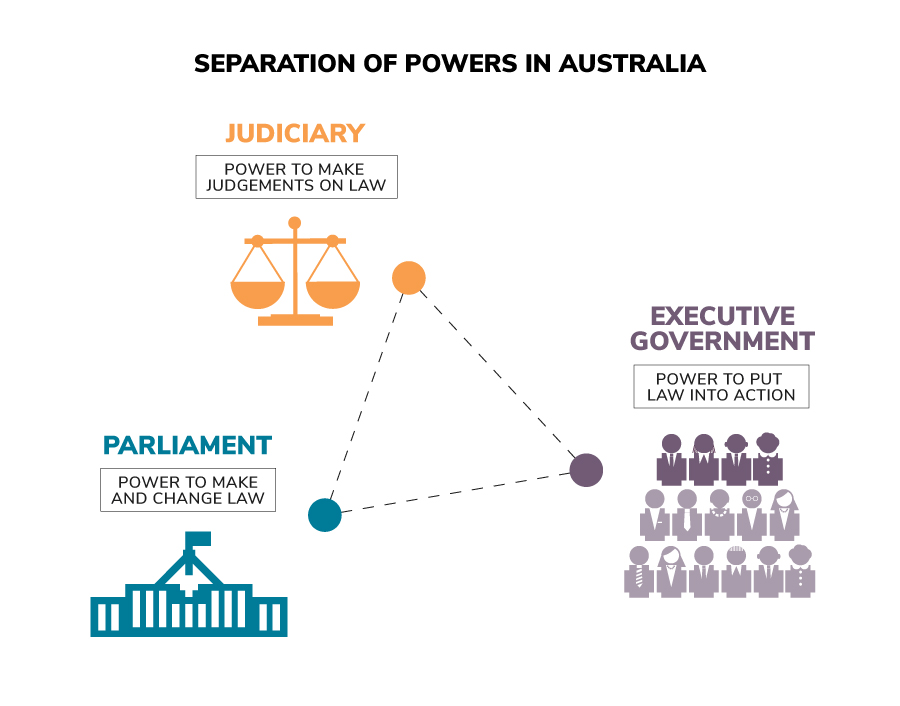 SEPARATION OF POWERS IN AUSTRALIA
JUDICIARY
POWER TO MAKE
JUDGEMENTS ON LAW
EXECUTIVE
GOVERNMENT
POWER TO PUT
LAW INTO ACTION
PARLIAMENT
POWER TO MAKE
AND CHANGE LAW